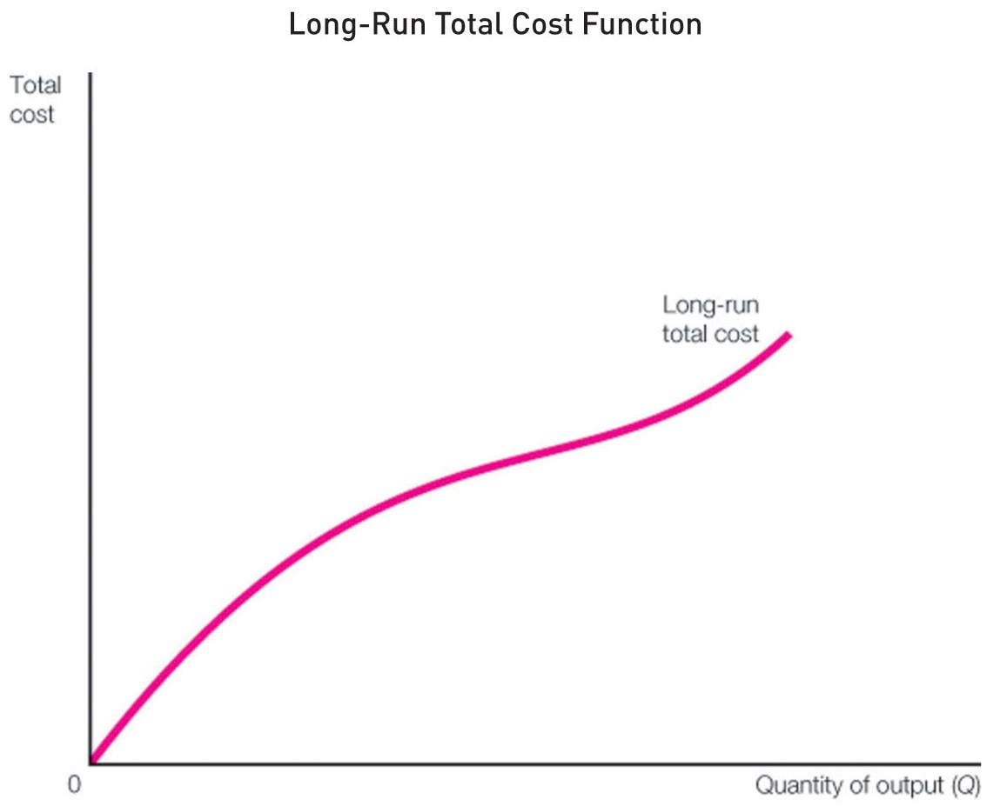 Long-Run Total Cost Function
Total
cost
Long-run
total cost
0
Quantity of output (Q)